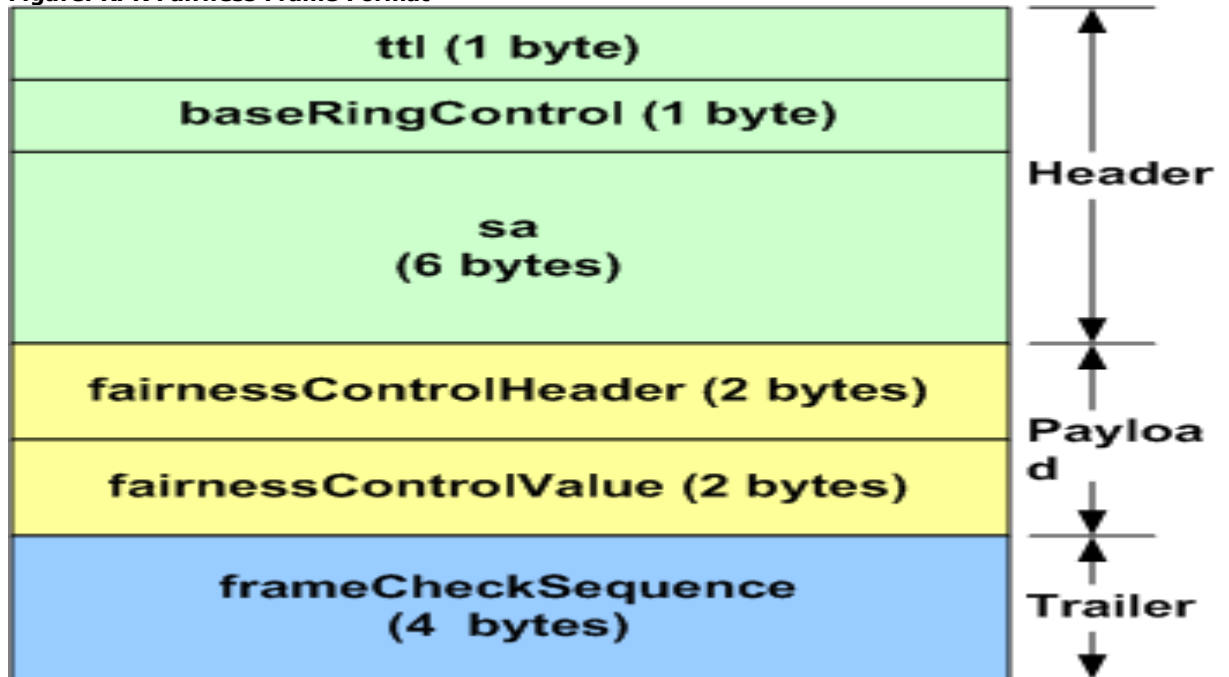 ttl (1 byte)
baseRingControl (1 byte)
sa
(6 bytes)
Header
fairnessControlHeader (2 bytes)
fairnessControlValue (2 bytes)
Payloa
d
frameCheckSequence
(4 bytes)
Trailer